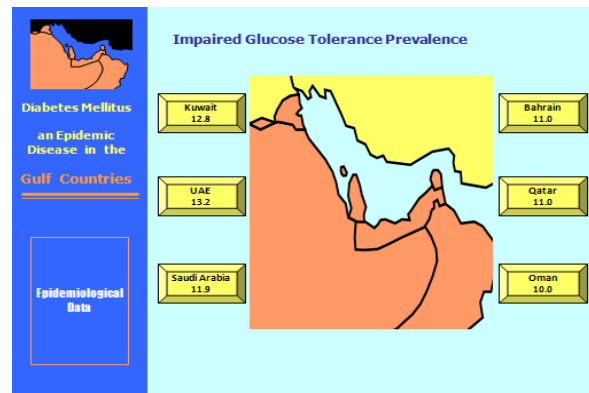 Impaired Glucose Tolerance Prevalence
Diabetes Mellitus
an Epidemic
Disease in the
Gulf Countries
Epidemiological
Data
Kuwait
12.8
UAE
13.2
Saudi Arabia
11.9
Bahrain
11.0
Qatar
11.0
Oman
10.0